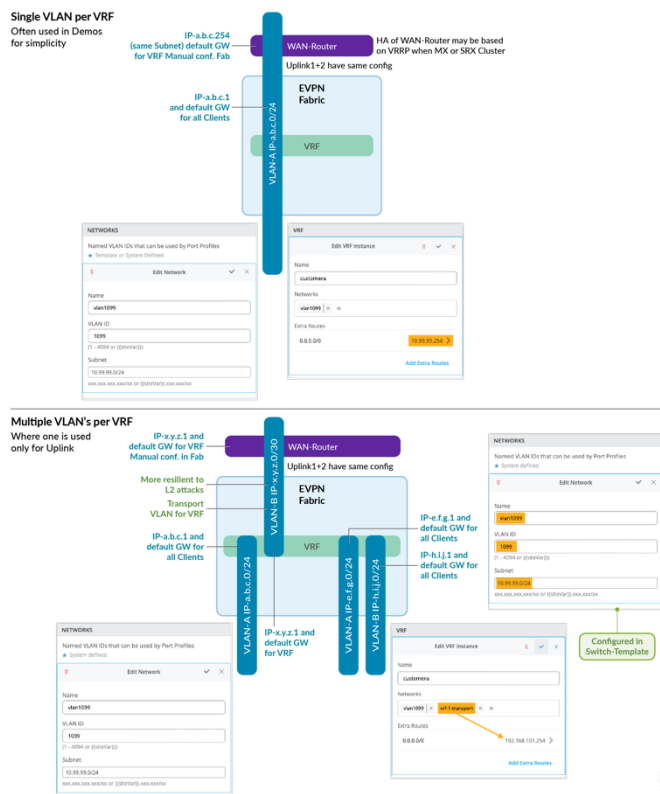 Single VLAN per VRF
Often used in Demos
for simplicity
IP-a.b.c.254
(same Subnet) default GW
for VRF Manual conf. Fab
WAN-Router
HA of WAN-Router may be based
on VRRP when MX or SRX Cluster
Uplink1+2 have same config
IP-a.b.c.1
and default GW
for all Clients
EVPN
Fabric
VRF
VLAN-A IP-a.b.c.0/24
NETWORKS
Named VLAN IDs that can be used by Port Profiles
Template or System Defined
Edit Network
Name
vlan1099
VLAN ID
1099
(1 - 4094 or {{siteVar}})
Subnet
10.99.99.0/24
xxx.xxx.xxx.xxx/xx or {{siteVar}}.xxx.xxx/xx
VRF
Edit VRF Instance
Name
customera
Networks
vlan1099 × +
Extra Routes
0.0.0.0/0
10.99.99.254 >
Add Extra Routes
Multiple VLAN's per VRF
Where one is used
only for Uplink
IP-x.y.z.1 and
default GW for VRF
Manual conf. in Fab
WAN-Router
Uplink1+2 have same config
More resilient to
L2 attacks
Transport
VLAN for VRF
VLAN-B IP-x.y.z.0/30
EVPN
Fabric
IP-a.b.c.1 and
default GW for
all Clients
VRF
IP-e.f.g.1 and
default GW for
all Clients
IP-h.i.j.1 and
default GW for
all Clients
VLAN-A IP-a.b.c.0/24
IP-x.y.z.1 and
default GW
for VRF
VLAN-A IP-e.f.g.0/24
VLAN-B IP-h.i.j.0/24
NETWORKS
Named VLAN IDs that can be used by Port Profiles
System defined
Edit Network
Name
vlan1099
VLAN ID
1099
(1 - 4094 or {{siteVar}})
Subnet
10.99.99.0/24
xxx.xxx.xxx.xxx/xx or {{siteVar}}.xxx.xxx/xx
Configured in
Switch-Template
NETWORKS
Named VLAN IDs that can be used by Port Profiles
System defined
Edit Network
Name
vlan1099
VLAN ID
1099
(1 - 4094 or {{siteVar}})
Subnet
10.99.99.0/24
xxx.xxx.xxx.xxx/xx or {{siteVar}}.xxx.xxx/xx
VRF
Edit VRF Instance
Name
customera
Networks
vlan1099 × vrf-1-transport × +
Extra Routes
0.0.0.0/0
192.168.101.254 >
Add Extra Routes